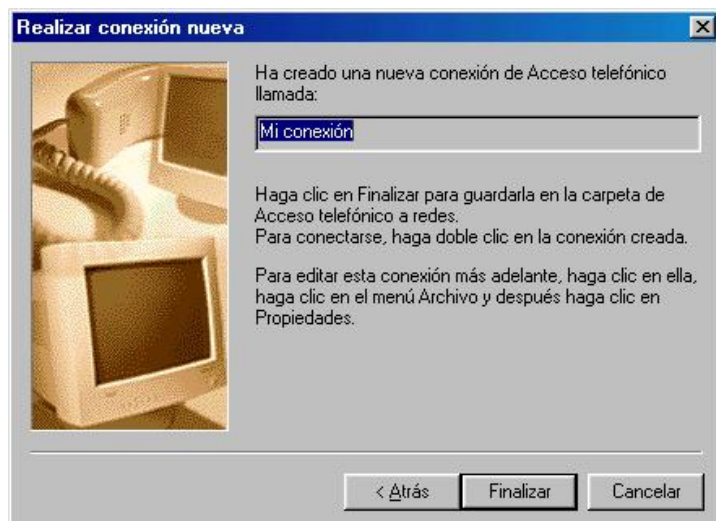 Realizar conexión nueva
Ha creado una nueva conexión de Acceso telefónico
llamada:
Mi conexión
Haga clic en Finalizar para guardarla en la carpeta de
Acceso telefónico a redes.
Para conectarse, haga doble clic en la conexión creada.
Para editar esta conexión más adelante, haga clic en ella,
haga clic en el menú Archivo y después haga clic en
Propiedades.
< Atrás
Finalizar
Cancelar